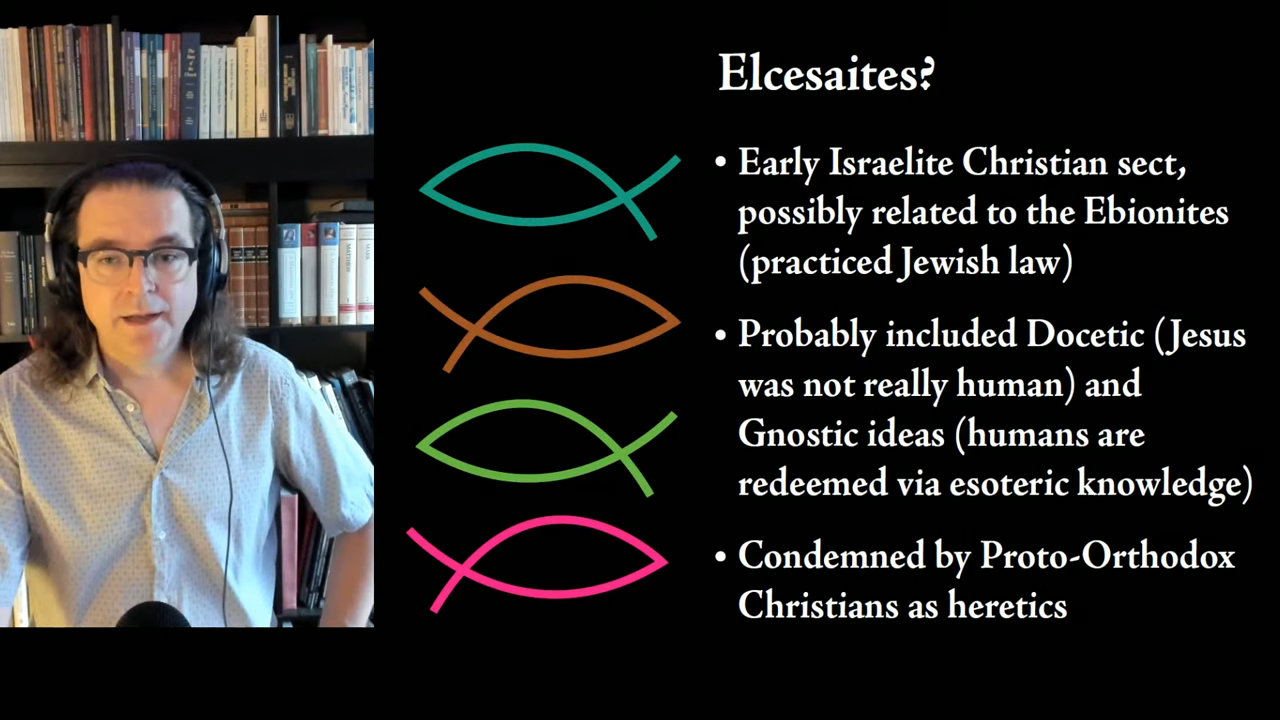 Elcesaites?
• Early Israelite Christian sect,
possibly related to the Ebionites
(practiced Jewish law)
• Probably included Docetic (Jesus
was not really human) and
Gnostic ideas (humans are
redeemed via esoteric knowledge)
• Condemned by Proto-Orthodox
Christians as heretics